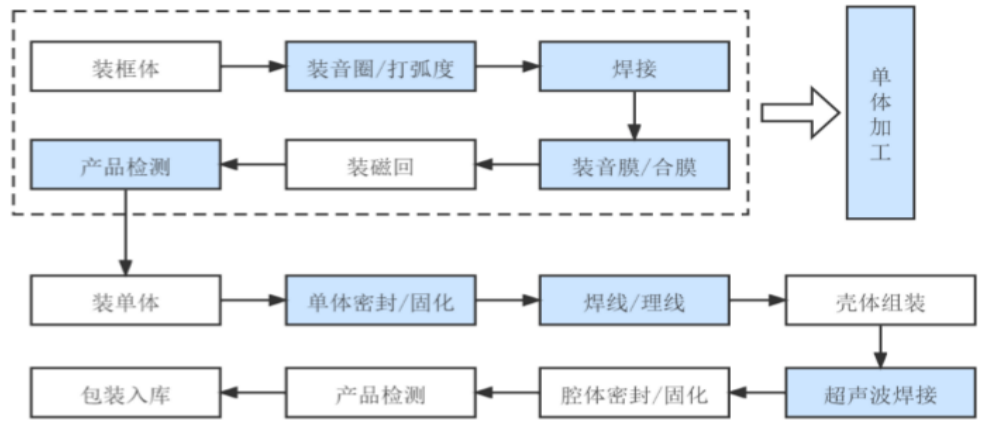 装框体
装音圈/打弧度
焊接
单体加工
产品检测
装磁回
装音膜/合膜
装单体
单体密封/固化
焊线/理线
壳体组装
包装入库
产品检测
腔体密封/固化
超声波焊接